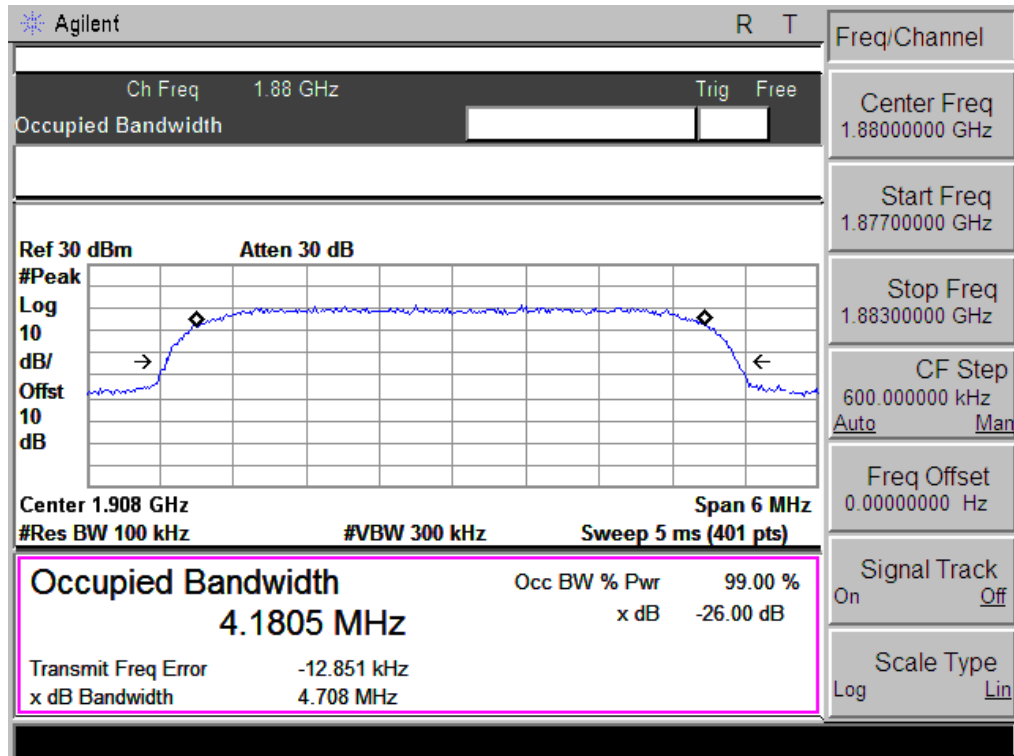 Agilent R T
Ch Freq 1.88 GHz Trig Free
Occupied Bandwidth
Ref 30 dBm Atten 30 dB
#Peak
Log
10
dB/
Offst
10
dB
Center 1.908 GHz Span 6 MHz
#Res BW 100 kHz #VBW 300 kHz Sweep 5 ms (401 pts)
Occupied Bandwidth
4.1805 MHz
Occ BW % Pwr 99.00 %
x dB -26.00 dB
Transmit Freq Error -12.851 kHz
x dB Bandwidth 4.708 MHz
Freq/Channel
Center Freq
1.88000000 GHz
Start Freq
1.87700000 GHz
Stop Freq
1.88300000 GHz
CF Step
600.000000 kHz
Auto Man
Freq Offset
0.00000000 Hz
Signal Track
On Off
Scale Type
Log Lin